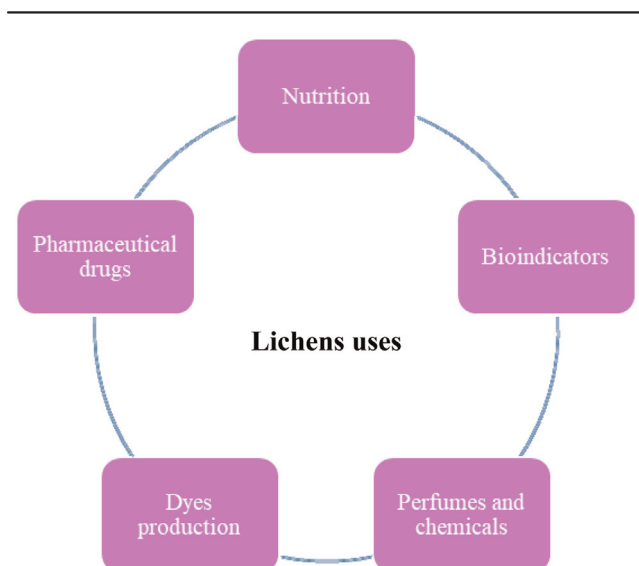 Nutrition
Bioindicators
Perfumes and
chemicals
Dyes
production
Pharmaceutical
drugs
Lichens uses